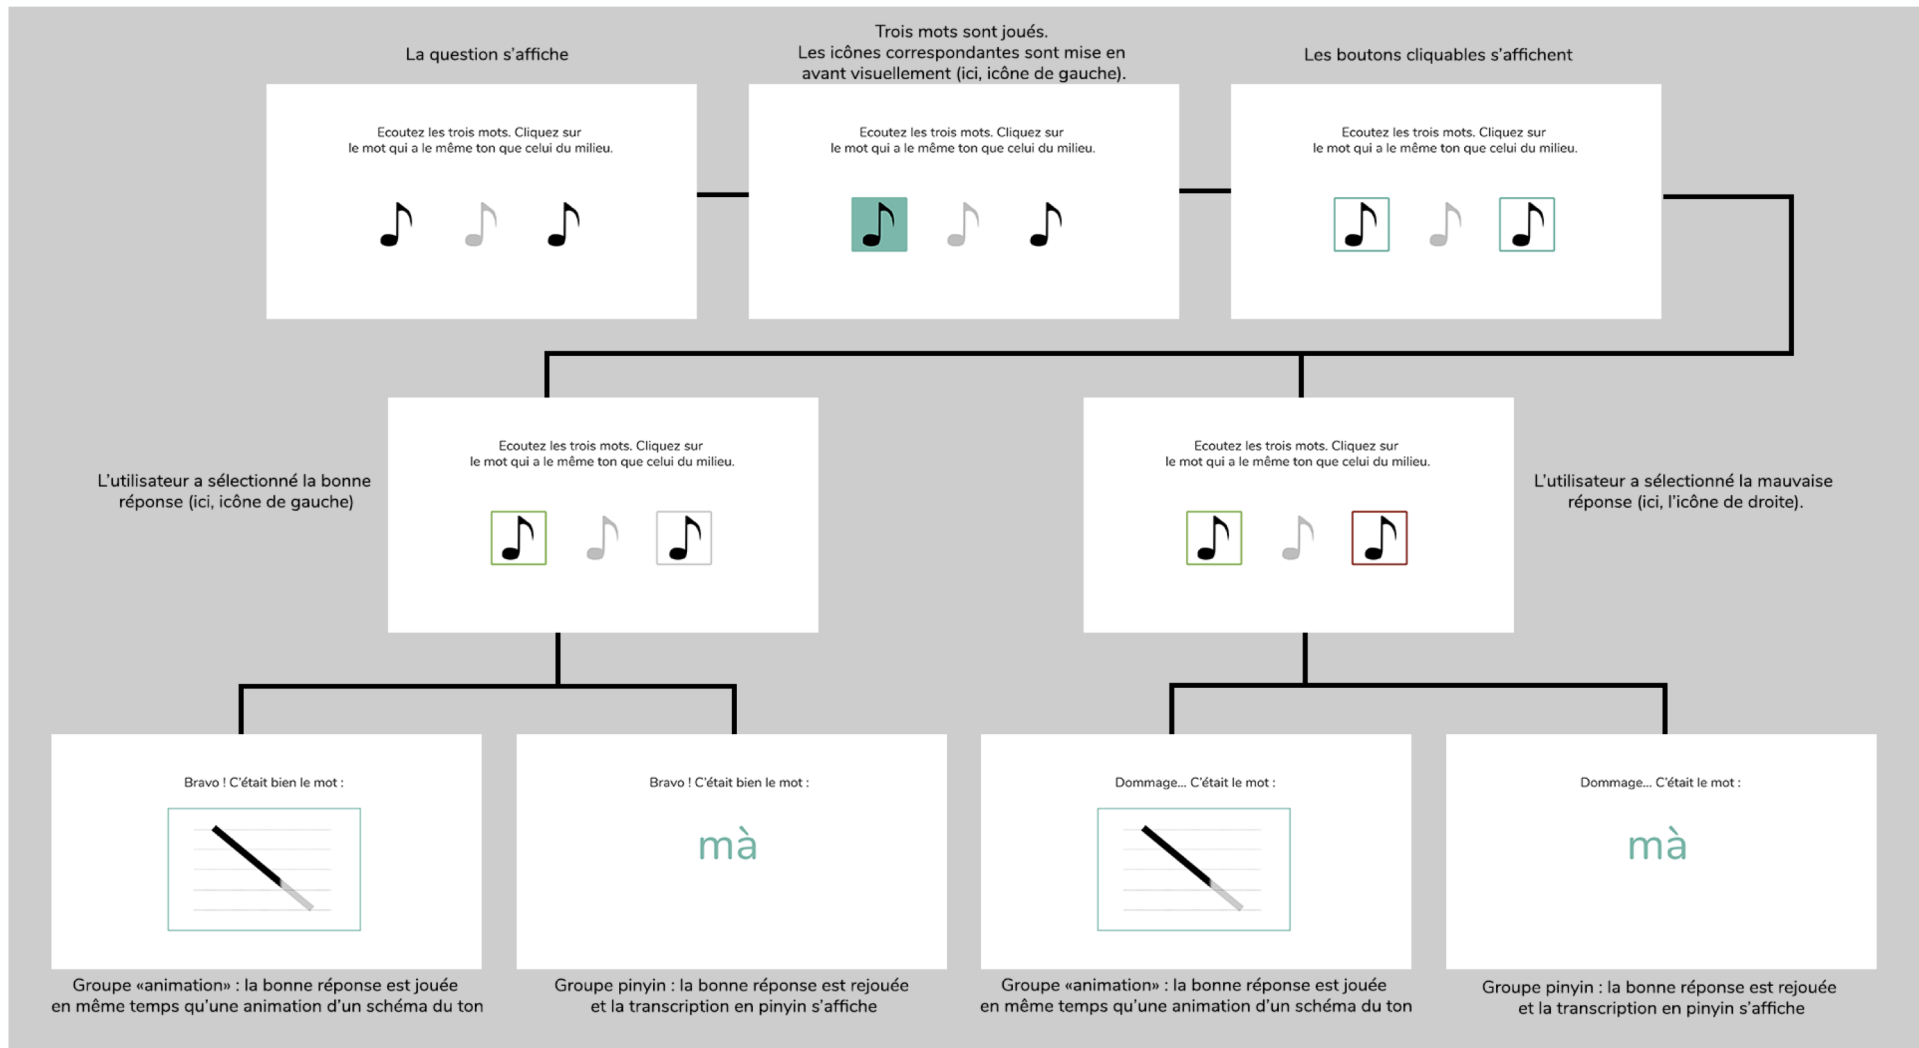 La question s'affiche
Trois mots sont joués.
Les icônes correspondantes sont mise en
avant visuellement (ici, icône de gauche).
Les boutons cliquables s'affichent
Ecoutez les trois mots. Cliquez sur
le mot qui a le même ton que celui du milieu.
Ecoutez les trois mots. Cliquez sur
le mot qui a le même ton que celui du milieu.
Ecoutez les trois mots. Cliquez sur
le mot qui a le même ton que celui du milieu.
L'utilisateur a sélectionné la bonne
réponse (ici, icône de gauche)
Ecoutez les trois mots. Cliquez sur
le mot qui a le même ton que celui du milieu.
Ecoutez les trois mots. Cliquez sur
le mot qui a le même ton que celui du milieu.
L'utilisateur a sélectionné la mauvaise
réponse (ici, l'icône de droite).
Bravo ! C'était bien le mot :
Bravo ! C'était bien le mot :
mà
Dommage... C'était le mot :
Dommage... C'était le mot :
mà
Groupe «animation» : la bonne réponse est jouée
en même temps qu'une animation d'un schéma du ton
Groupe pinyin : la bonne réponse est rejouée
et la transcription en pinyin s'affiche
Groupe «animation» : la bonne réponse est jouée
en même temps qu'une animation d'un schéma du ton
Groupe pinyin : la bonne réponse est rejouée
et la transcription en pinyin s'affiche